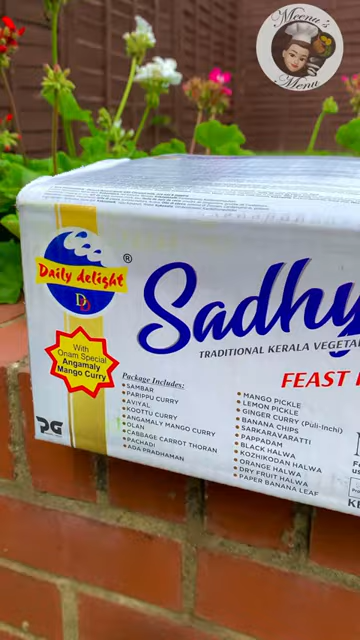 Meenu's
Menu
Daily delight
®
DD
With
Onam Special
Angamaly
Mango Curry
Sadhy
TRADITIONAL KERALA VEGETA
FEAST
Package Includes:
• SAMBAR
• PARIPPU CURRY
• AVIYAL
• KOOTTU CURRY
• ANGAMALY MANGO CURRY
• OLAN
• CABBAGE CARROT THORAN
• PACHADI
• ADA PRADHAMAN
• MANGO PICKLE
• LEMON PICKLE
• GINGER CURRY (Puli-Inchi)
• BANANA CHIPS
• SARKARAVARATTI
• PAPPADAM
• BLACK HALWA
• KOZHIKODAN HALWA
• ORANGE HALWA
• DRY FRUIT HALWA
• PAPER BANANA LEAF